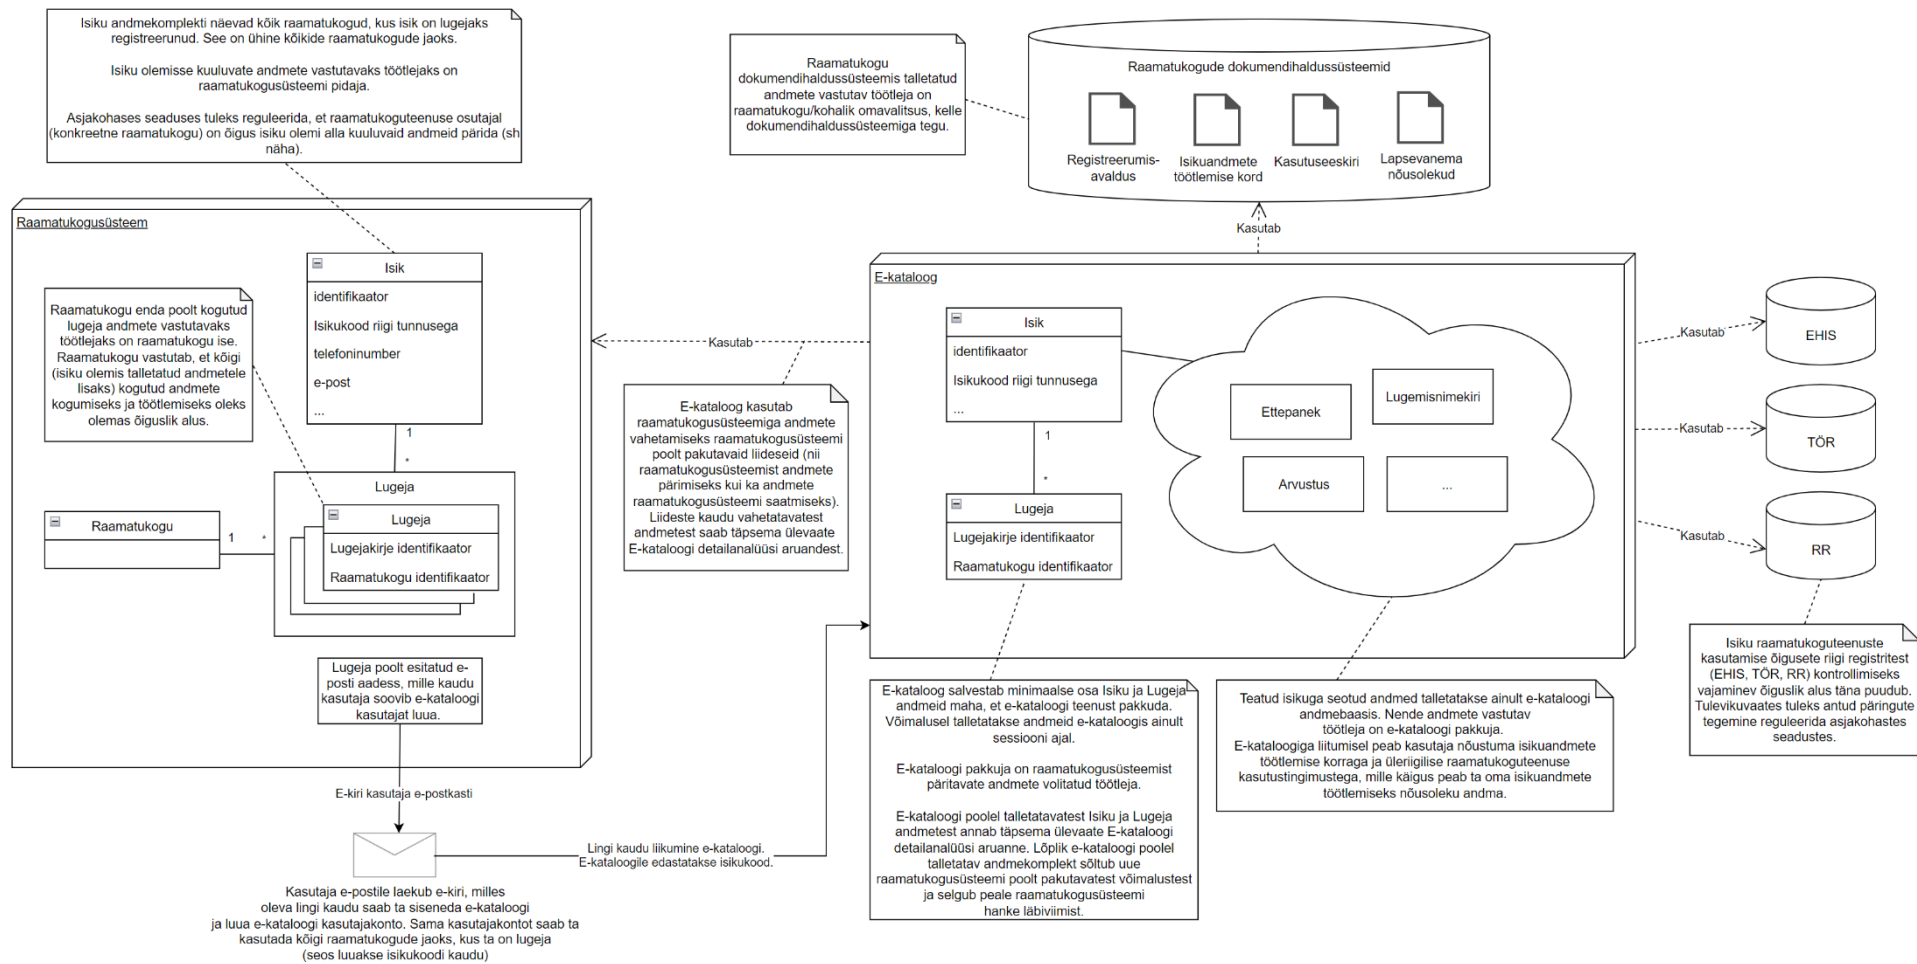 Isiku andmekomplekti näevad kõik raamatukogud, kus isik on lugejaks
registreerunud. See on ühine kõikide raamatukogude jaoks.
Isiku olemisse kuuluvate andmete vastutavaks töötlejaks on
raamatukogusüsteemi pidaja.
Asjakohases seaduses tuleks reguleerida, et raamatukoguteenuse osutajal
(konkreetne raamatukogu) on õigus isiku olemi alla kuuluvaid andmeid pärida (sh
näha).
Raamatukogu
dokumendihaldussüsteemis talletatud
andmete vastutav töötleja on
raamatukogu/kohalik omavalitsus, kelle
dokumendihaldussüsteemiga tegu.
Raamatukogude dokumendihaldussüsteemid
Registreerumis-
avaldus
Isikuandmete
töötlemise kord
Kasutuseeskiri
Lapsevanema
nõusolekud
Kasutab
Raamatukogusüsteem
Isik
identifikaator
Isikukood riigi tunnusega
telefoninumber
e-post
...
Raamatukogu enda poolt kogutud
lugeja andmete vastutavaks
töötlejaks on raamatukogu ise.
Raamatukogu vastutab, et kõigi
(isiku olemis talletatud andmetele
lisaks) kogutud andmete
kogumiseks ja töötlemiseks oleks
olemas õiguslik alus.
1
*
Lugeja
Lugeja
Lugejakirje identifikaator
Raamatukogu identifikaator
Raamatukogu
1
*
Lugeja poolt esitatud e-
posti aadess, mille kaudu
kasutaja soovib e-kataloogi
kasutajat luua.
E-kiri kasutaja e-postkasti
Kasutaja e-postile laekub e-kiri, milles
oleva lingi kaudu saab ta siseneda e-kataloogi
ja luua e-kataloogi kasutajakonto. Sama kasutajakontot saab ta
kasutada kõigi raamatukogude jaoks, kus ta on lugeja
(seos luuakse isikukoodi kaudu)
Lingi kaudu liikumine e-kataloogi.
E-kataloogile edastatakse isikukood.
Kasutab
E-kataloog kasutab
raamatukogusüsteemiga andmete
vahetamiseks raamatukogusüsteemi
poolt pakutavaid liideseid (nii
raamatukogusüsteemist andmete
pärimiseks kui ka andmete
raamatukogusüsteemi saatmiseks).
Liideste kaudu vahetatavatest
andmetest saab täpsema ülevaate
E-kataloogi detailanalüüsi aruandest.
E-kataloog
Isik
identifikaator
Isikukood riigi tunnusega
...
1
*
Lugeja
Lugejakirje identifikaator
Raamatukogu identifikaator
Ettepanek
Lugemisnimekiri
Arvustus
...
Kasutab
EHIS
Kasutab
TÖR
Kasutab
RR
E-kataloog salvestab minimaalse osa Isiku ja Lugeja
andmeid maha, et e-kataloogi teenust pakkuda.
Võimalusel talletatakse andmeid e-kataloogis ainult
sessiooni ajal.
E-kataloogi pakkuja on raamatukogusüsteemist
päritavate andmete volitatud töötleja.
E-kataloogi poolel talletatavatest Isiku ja Lugeja
andmetest annab täpsema ülevaate E-kataloogi
detailanalüüsi aruanne. Lõplik e-kataloogi poolel
talletatav andmekomplekt sõltub uue
raamatukogusüsteemi poolt pakutavatest võimalustest
ja selgub peale raamatukogusüsteemi
hanke läbiviimist.
Teatud isikuga seotud andmed talletatakse ainult e-kataloogi
andmebaasis. Nende andmete vastutav
töötleja on e-kataloogi pakkuja.
E-kataloogiga liitumisel peab kasutaja nõustuma isikuandmete
töötlemise korraga ja üleriigilise raamatukoguteenuse
kasutustingimustega, mille käigus peab ta oma isikuandmete
töötlemiseks nõusoleku andma.
Isiku raamatukoguteenuste
kasutamise õigusete riigi registritest
(EHIS, TÖR, RR) kontrollimiseks
vajaminev õiguslik alus täna puudub.
Tulevikuvaates tuleks antud päringute
tegemine reguleerida asjakohastes
seadustes.